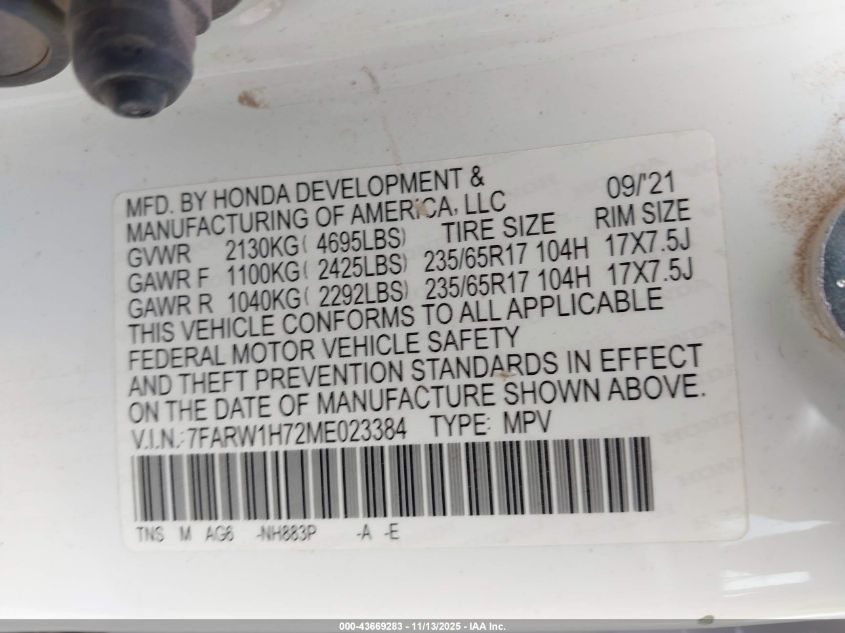 MFD. BY HONDA DEVELOPMENT & 09/'21
MANUFACTURING OF AMERICA, LLC
GVWR 2130KG( 4695LBS) TIRE SIZE RIM SIZE
GAWR F 1100KG( 2425LBS) 235/65R17 104H 17X7.5J
GAWR R 1040KG( 2292LBS) 235/65R17 104H 17X7.5J
THIS VEHICLE CONFORMS TO ALL APPLICABLE
FEDERAL MOTOR VEHICLE SAFETY
AND THEFT PREVENTION STANDARDS IN EFFECT
ON THE DATE OF MANUFACTURE SHOWN ABOVE.
V.I.N.: 7FARW1H72ME023384 TYPE: MPV
TNS M AG6 -NH883P -A -E
000-43669283 - 11/13/2025 - IAA Inc.